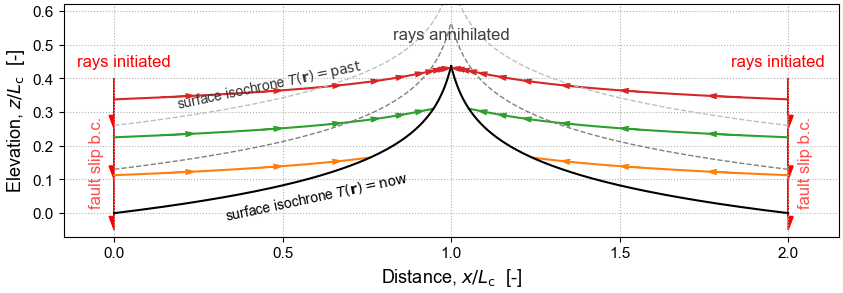 0.6
0.5
0.4
0.3
0.2
0.1
0.0
Elevation, z/Lc [-]
rays annihilated
rays initiated
rays initiated
surface isochrone T(r) = past
fault slip b.c.
fault slip b.c.
surface isochrone T(r) = now
0.0 0.5 1.0 1.5 2.0
Distance, x/Lc [-]